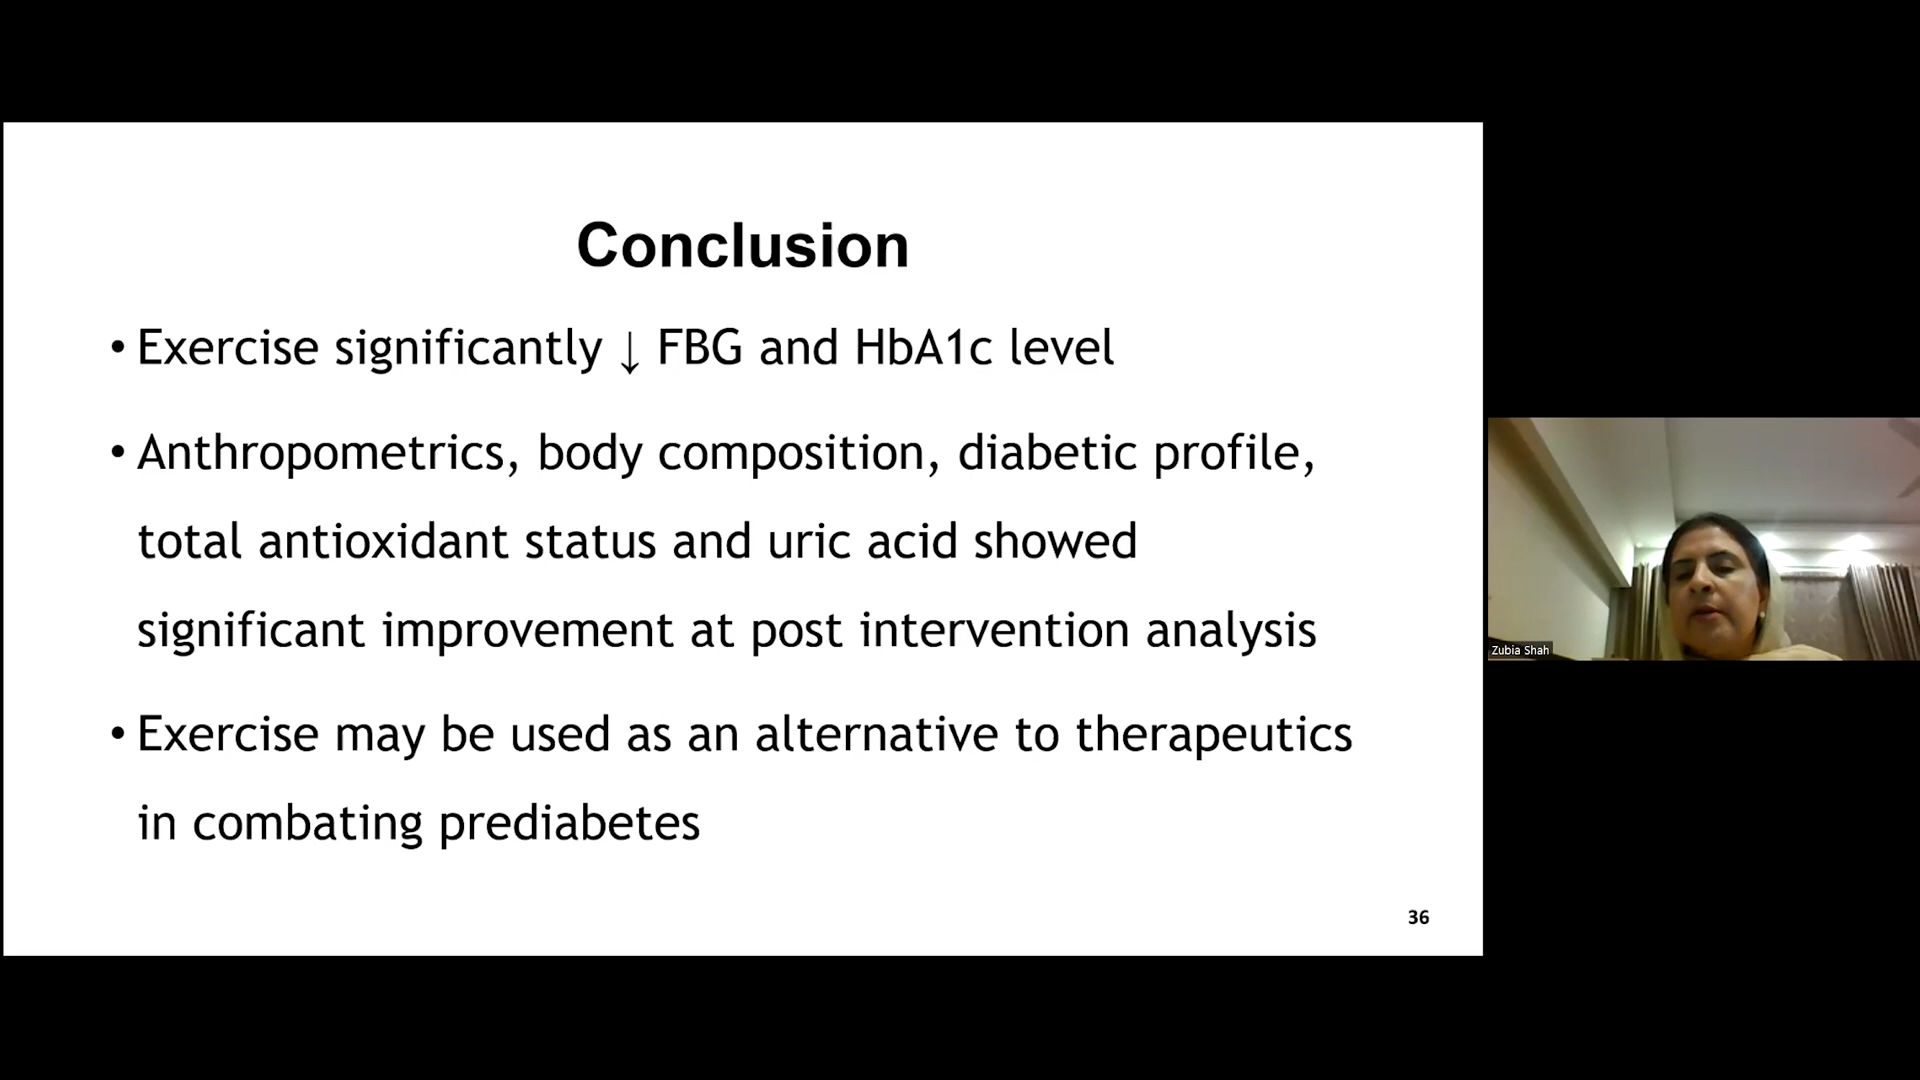 Conclusion
• Exercise significantly ↓ FBG and HbA1c level
• Anthropometrics, body composition, diabetic profile,
total antioxidant status and uric acid showed
significant improvement at post intervention analysis
• Exercise may be used as an alternative to therapeutics
in combating prediabetes
36
Zubia Shah